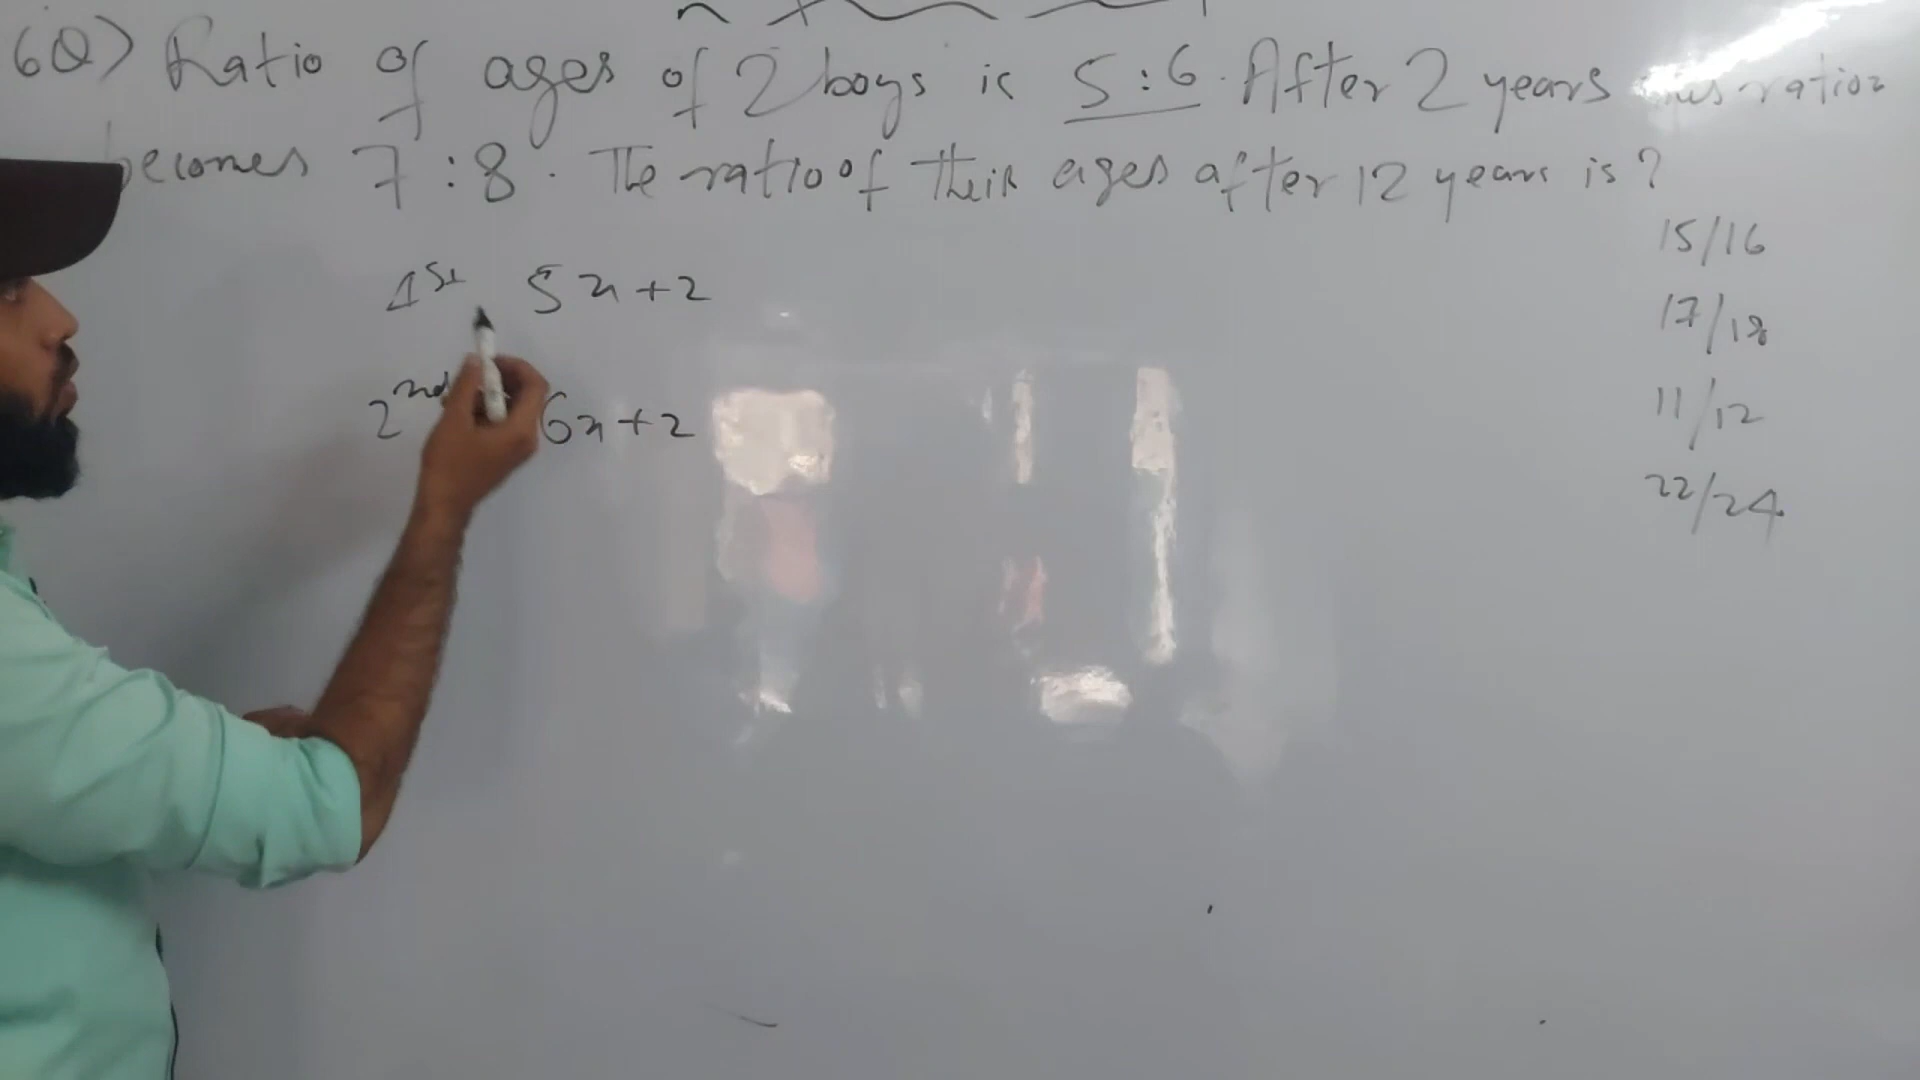 6Q) Ratio of ages of 2 boys is 5:6. After 2 years ratio
becomes 7:8. The ratio of their ages after 12 years is?
15/16
1st 5x+2
17/18
11/12
2nd 6x+2
22/24